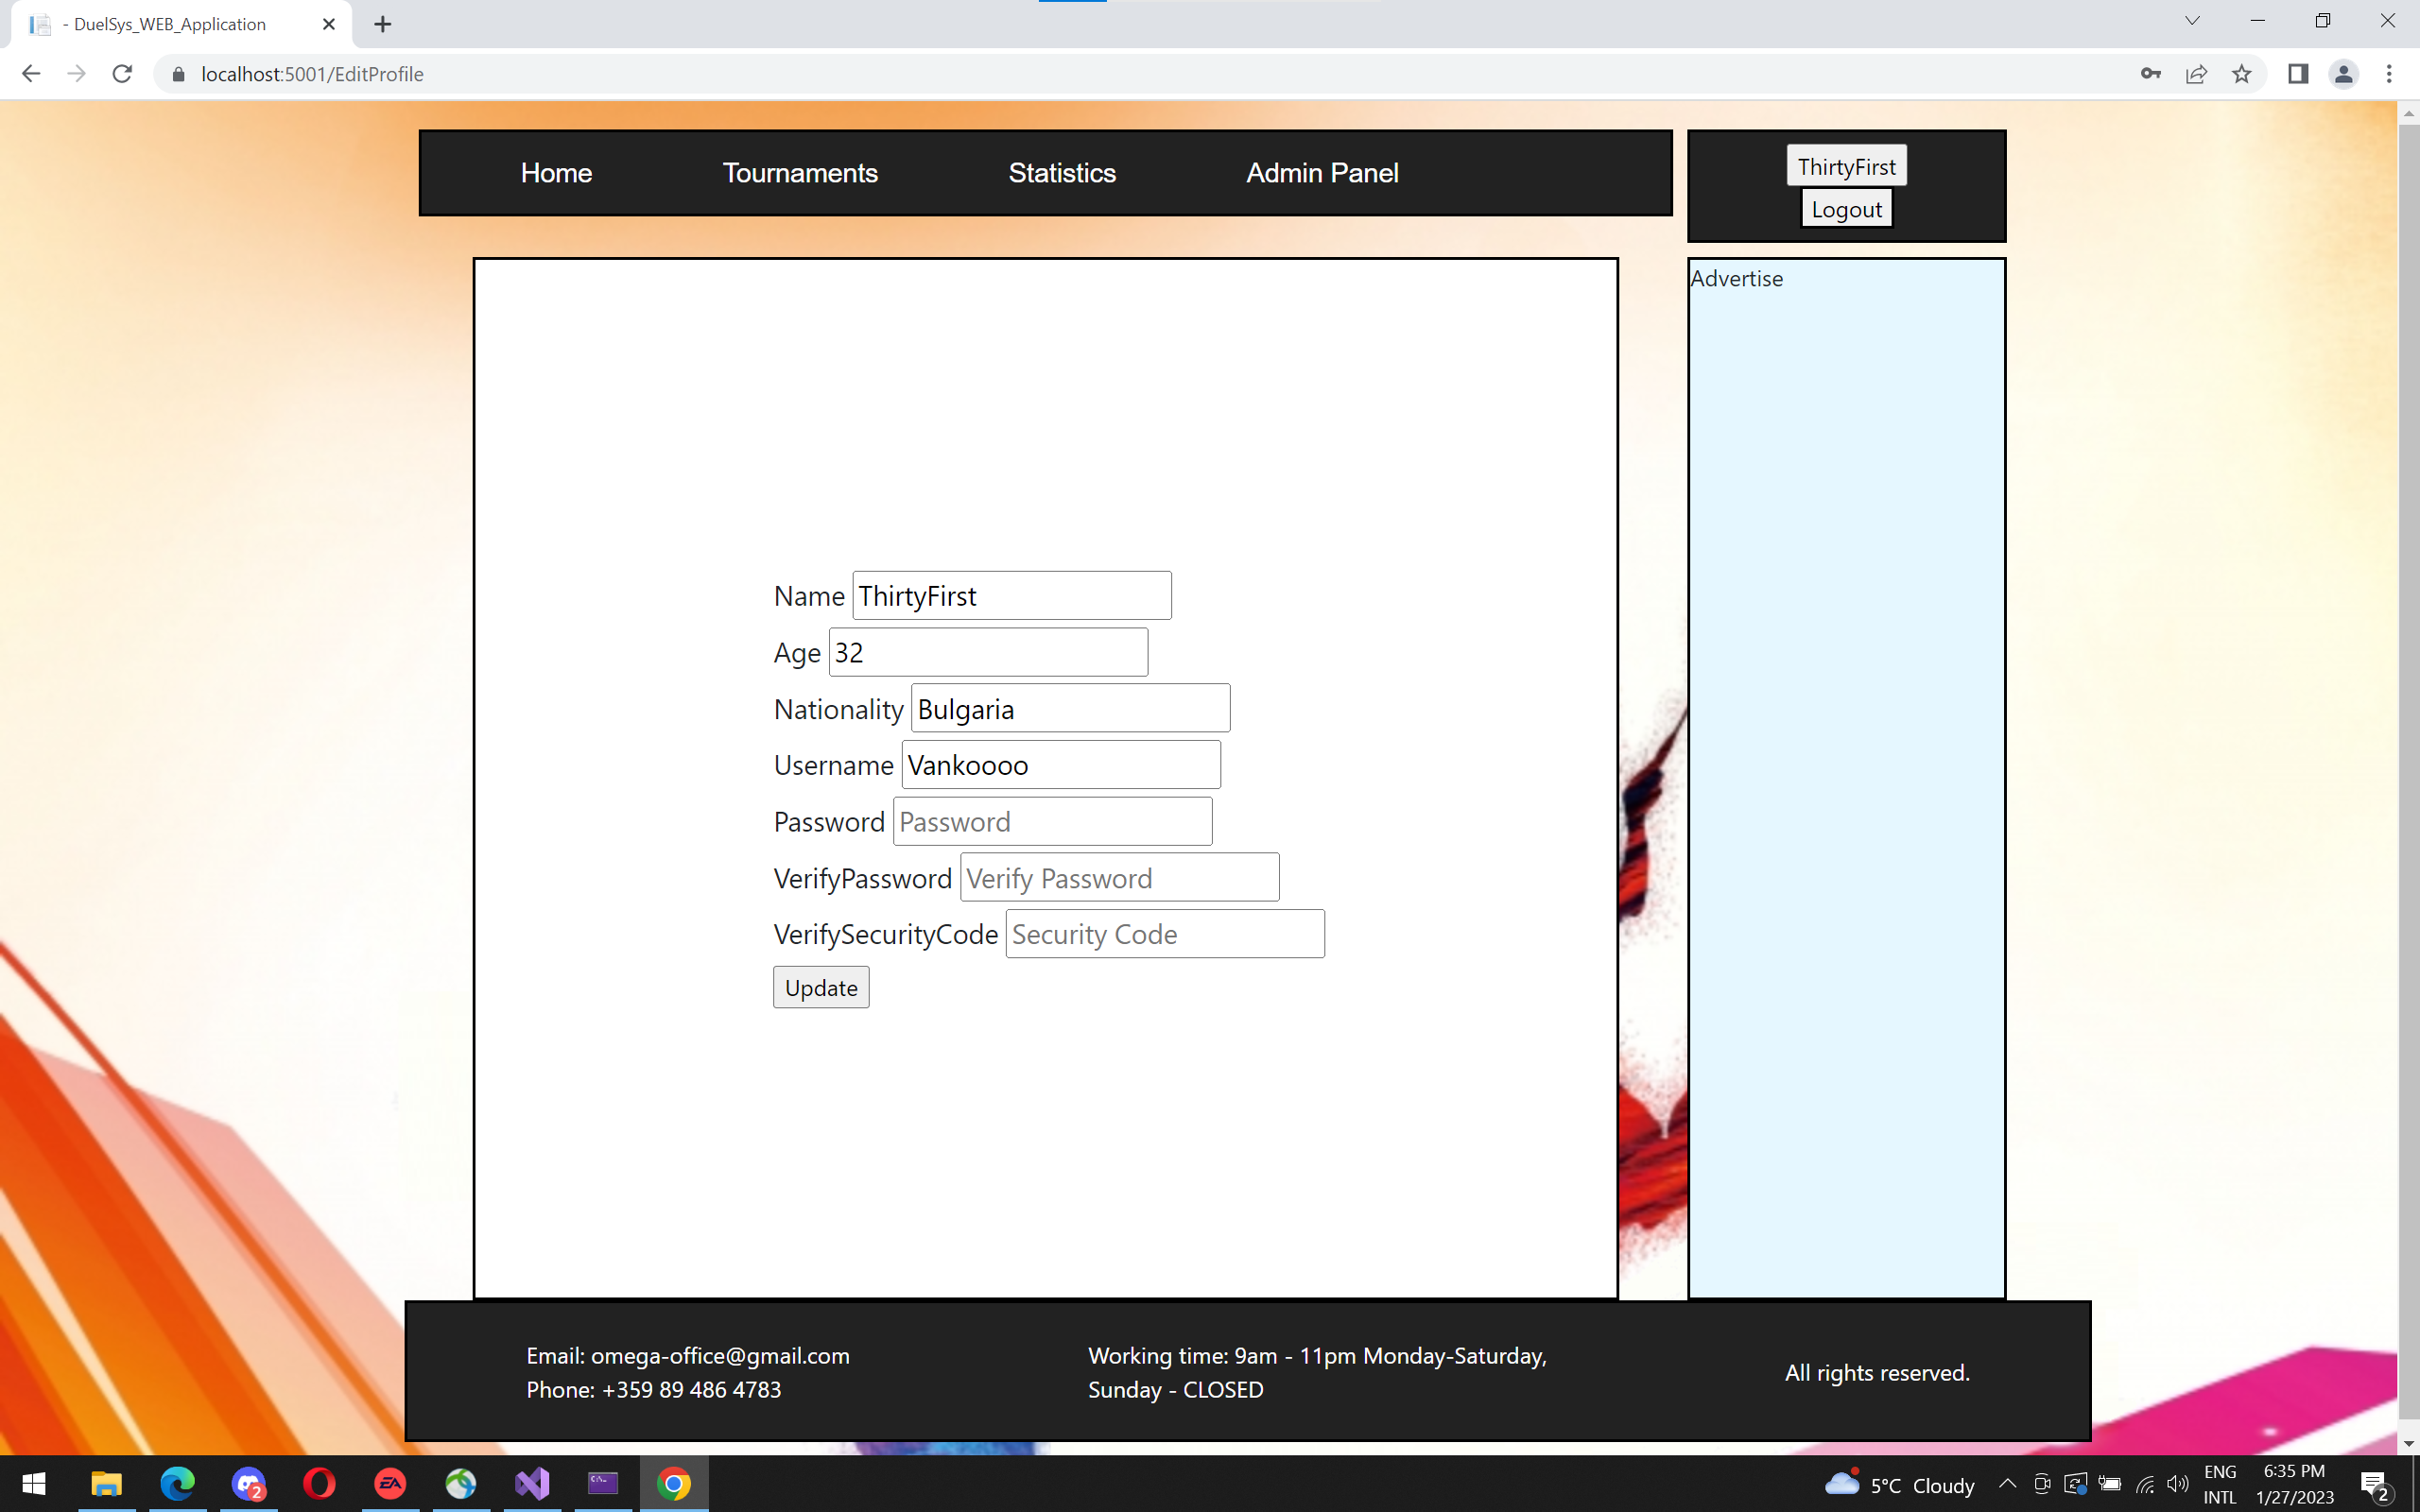 - DuelSys_WEB_Application
localhost:5001/EditProfile
Home Tournaments Statistics Admin Panel
ThirtyFirst
Logout
Advertise
Name ThirtyFirst
Age 32
Nationality Bulgaria
Username Vankoooo
Password Password
VerifyPassword Verify Password
VerifySecurityCode Security Code
Update
Email: omega-office@gmail.com
Phone: +359 89 486 4783
Working time: 9am - 11pm Monday-Saturday,
Sunday - CLOSED
All rights reserved.
2
EA
C:\_
5°C Cloudy
ENG
INTL
6:35 PM
1/27/2023
2